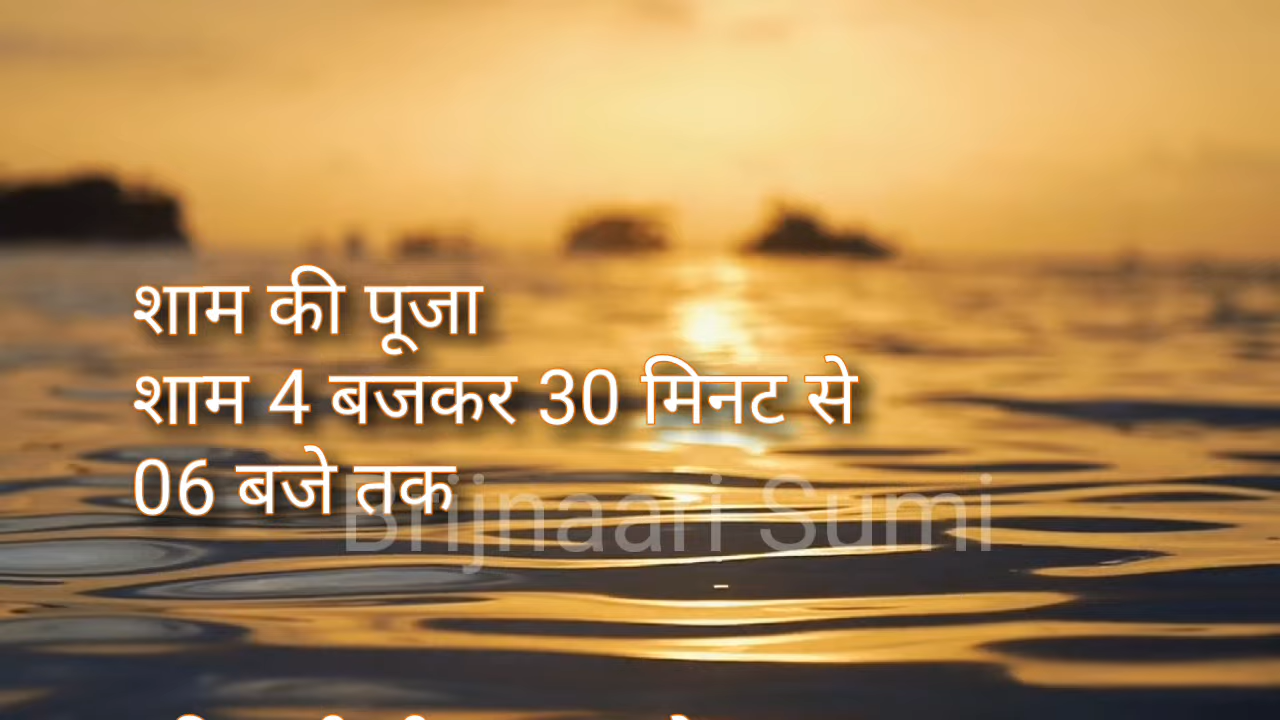 शाम की पूजा
शाम 4 बजकर 30 मिनट से
06 बजे तक
Brijnaari Sumi